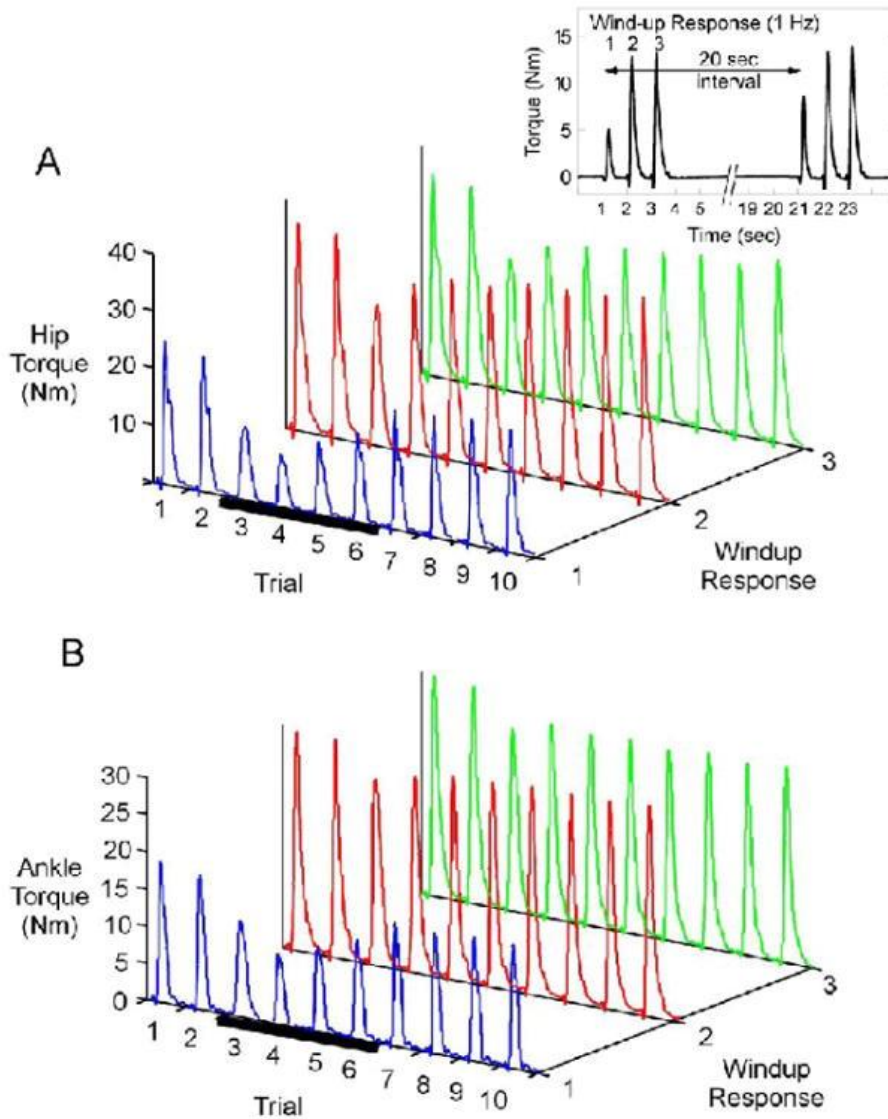 Wind-up Response (1 Hz)
1 2 3
20 sec
interval
15
10
5
0
Torque (Nm)
1 2 3 4 5 19 20 21 22 23
Time (sec)
A
40
30
20
10
Hip
Torque
(Nm)
1 2 3 4 5 6 7 8 9 10
Trial
1
2
3
Windup
Response
B
30
25
20
15
10
5
0
Ankle
Torque
(Nm)
1 2 3 4 5 6 7 8 9 10
Trial
1
2
3
Windup
Response